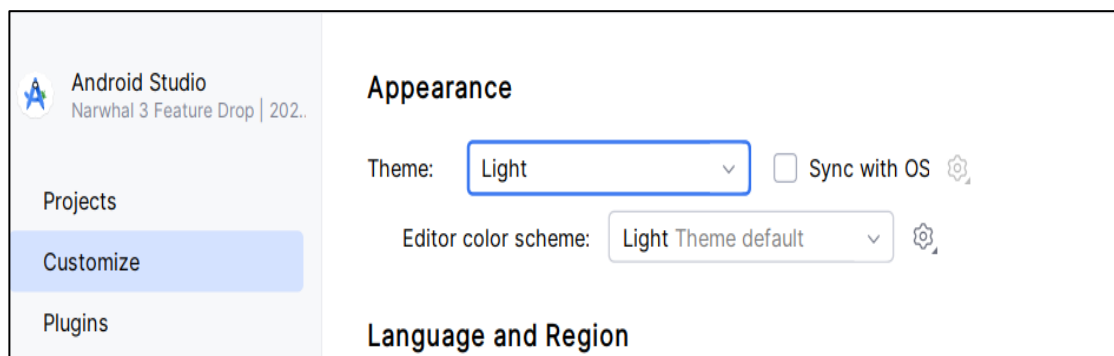 Android Studio
Narwhal 3 Feature Drop | 202..
Projects
Customize
Plugins
Appearance
Theme: Light Sync with OS
Editor color scheme: Light Theme default
Language and Region